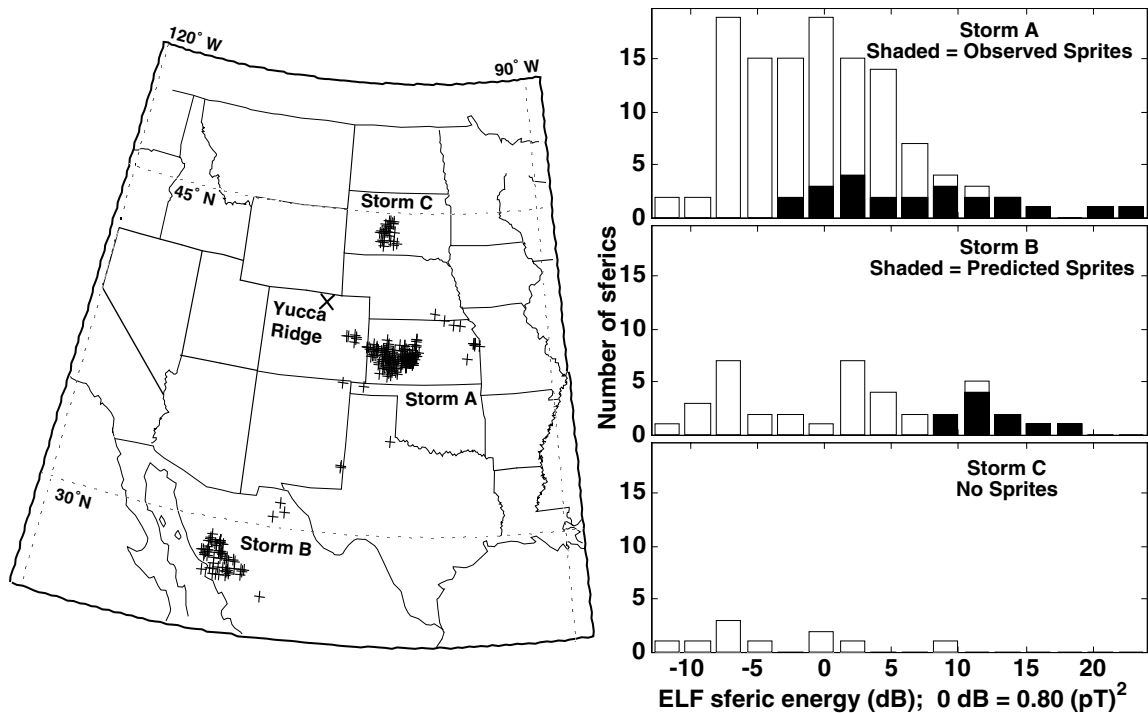 120° W
90° W
45° N
Storm C
Yucca
Ridge
Storm A
30°N
Storm B
Number of sferics
Storm A
Shaded = Observed Sprites
15
10
5
0
Storm B
Shaded = Predicted Sprites
15
10
5
0
Storm C
No Sprites
15
10
5
0
-10 -5 0 5 10 15 20
ELF sferic energy (dB); 0 dB = 0.80 (pT)²